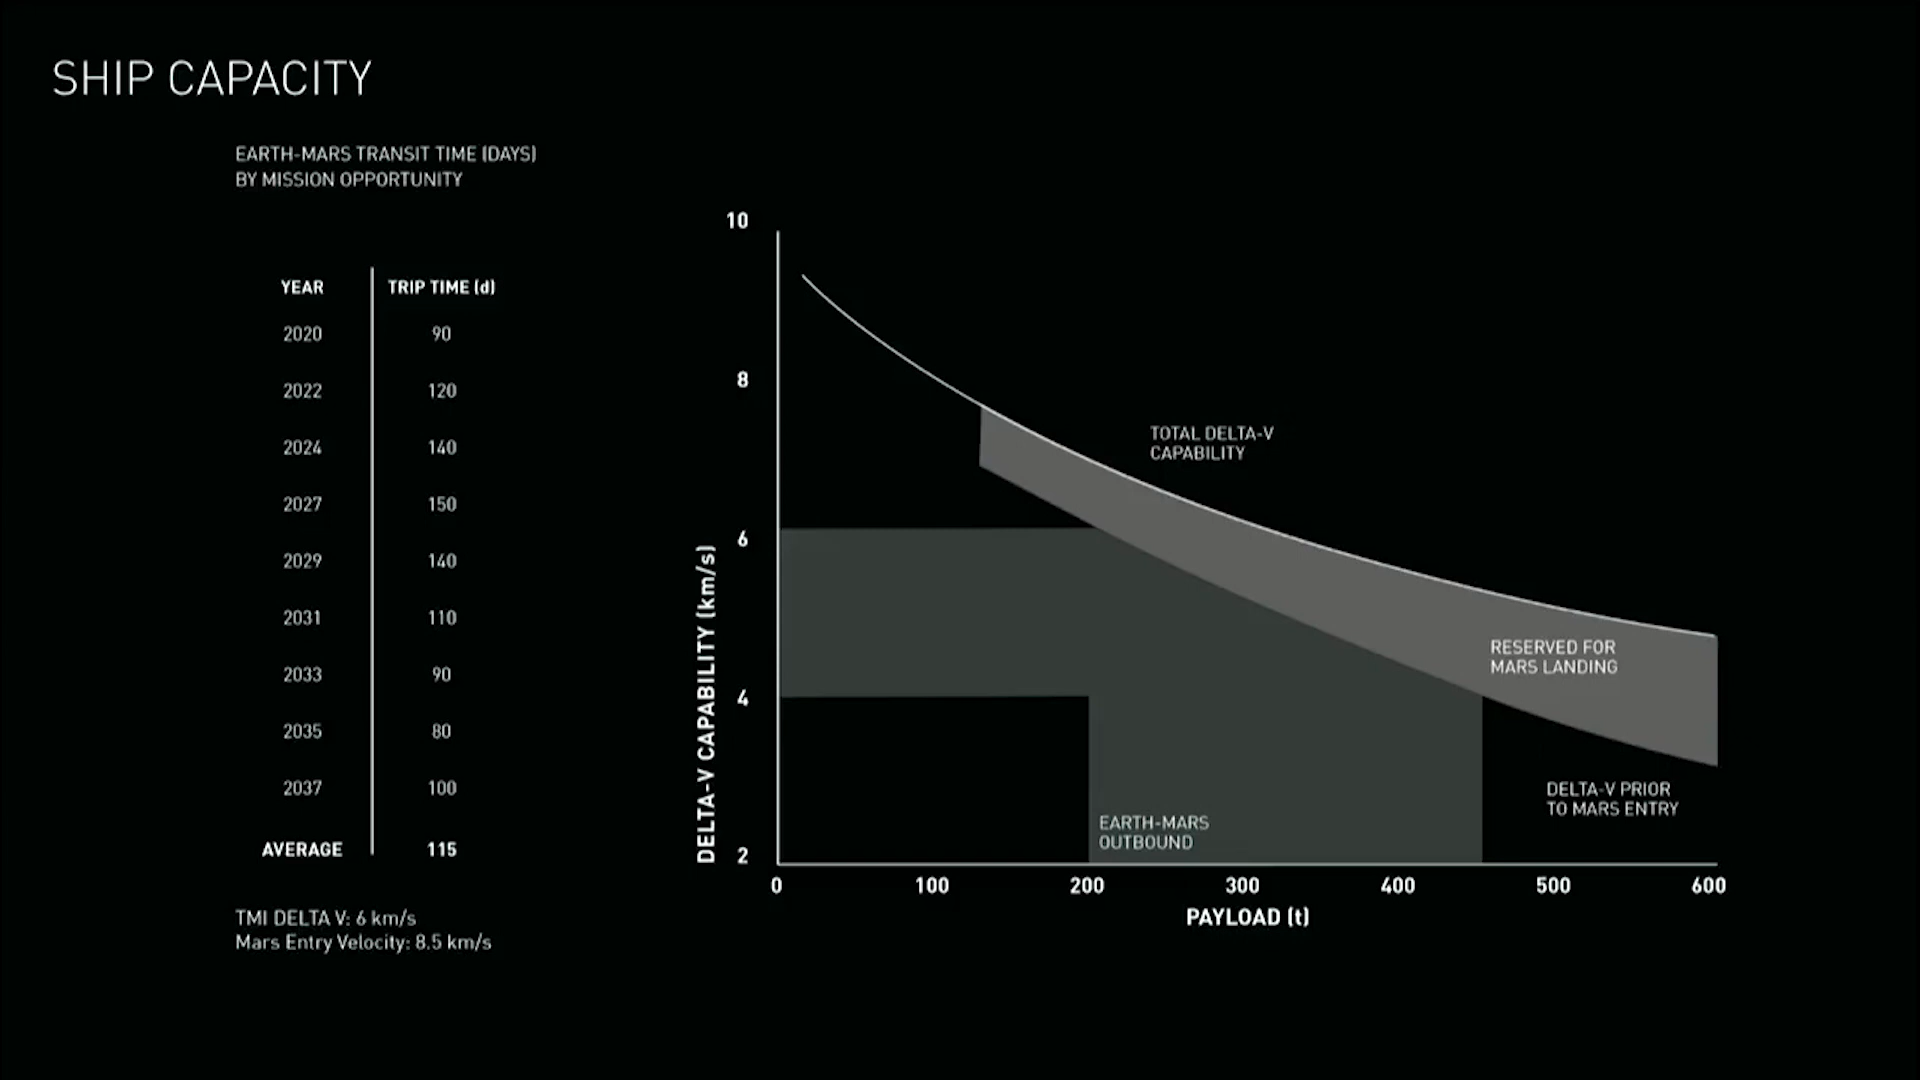 SHIP CAPACITY
EARTH-MARS TRANSIT TIME (DAYS)
BY MISSION OPPORTUNITY
YEAR TRIP TIME (d)
2020 90
2022 120
2024 140
2027 150
2029 140
2031 110
2033 90
2035 80
2037 100
AVERAGE 115
TMI DELTA V: 6 km/s
Mars Entry Velocity: 8.5 km/s
DELTA-V CAPABILITY (km/s)
10
8
6
4
2
TOTAL DELTA-V
CAPABILITY
RESERVED FOR
MARS LANDING
DELTA-V PRIOR
TO MARS ENTRY
EARTH-MARS
OUTBOUND
0 100 200 300 400 500 600
PAYLOAD (t)